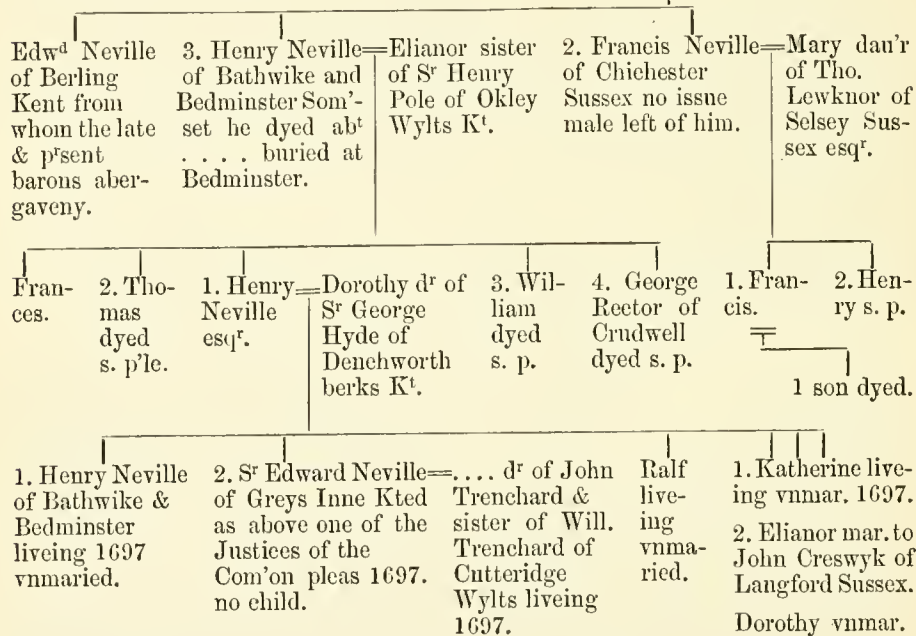 Edwᵈ Neville
of Berling
Kent from
whom the late
& pʳsent
barons aber-
gaveny.
3. Henry Neville=
of Bathwike and
Bedminster Som'-
set he dyed abᵗ
. . . . buried at
Bedminster.
Elianor sister
of Sʳ Henry
Pole of Okley
Wylts Kᵗ.
2. Francis Neville=
of Chichester
Sussex no issue
male left of him.
Mary dau'r
of Tho.
Lewknor of
Selsey Sus-
sex esqʳ.
Fran-
ces.
2. Tho-
mas
dyed
s. p'le.
1. Henry=
Neville
esqʳ.
Dorothy dʳ of
Sʳ George
Hyde of
Denchworth
berks Kᵗ.
3. Wil-
liam
dyed
s. p.
4. George
Rector of
Crudwell
dyed s. p.
1. Fran-
cis.
2. Hen-
ry s. p.
1 son dyed.
1. Henry Neville
of Bathwike &
Bedminster
liveing 1697
vnmaried.
2. Sʳ Edward Neville=
of Greys Inne Kted
as above one of the
Justices of the
Com'on pleas 1697.
no child.
.... dʳ of John
Trenchard &
sister of Will.
Trenchard of
Cutteridge
Wylts liveing
1697.
Ralf
live-
ing
vnma-
ried.
1. Katherine live-
ing vnmar. 1697.
2. Elianor mar. to
John Creswyk of
Langford Sussex.
Dorothy vnmar.